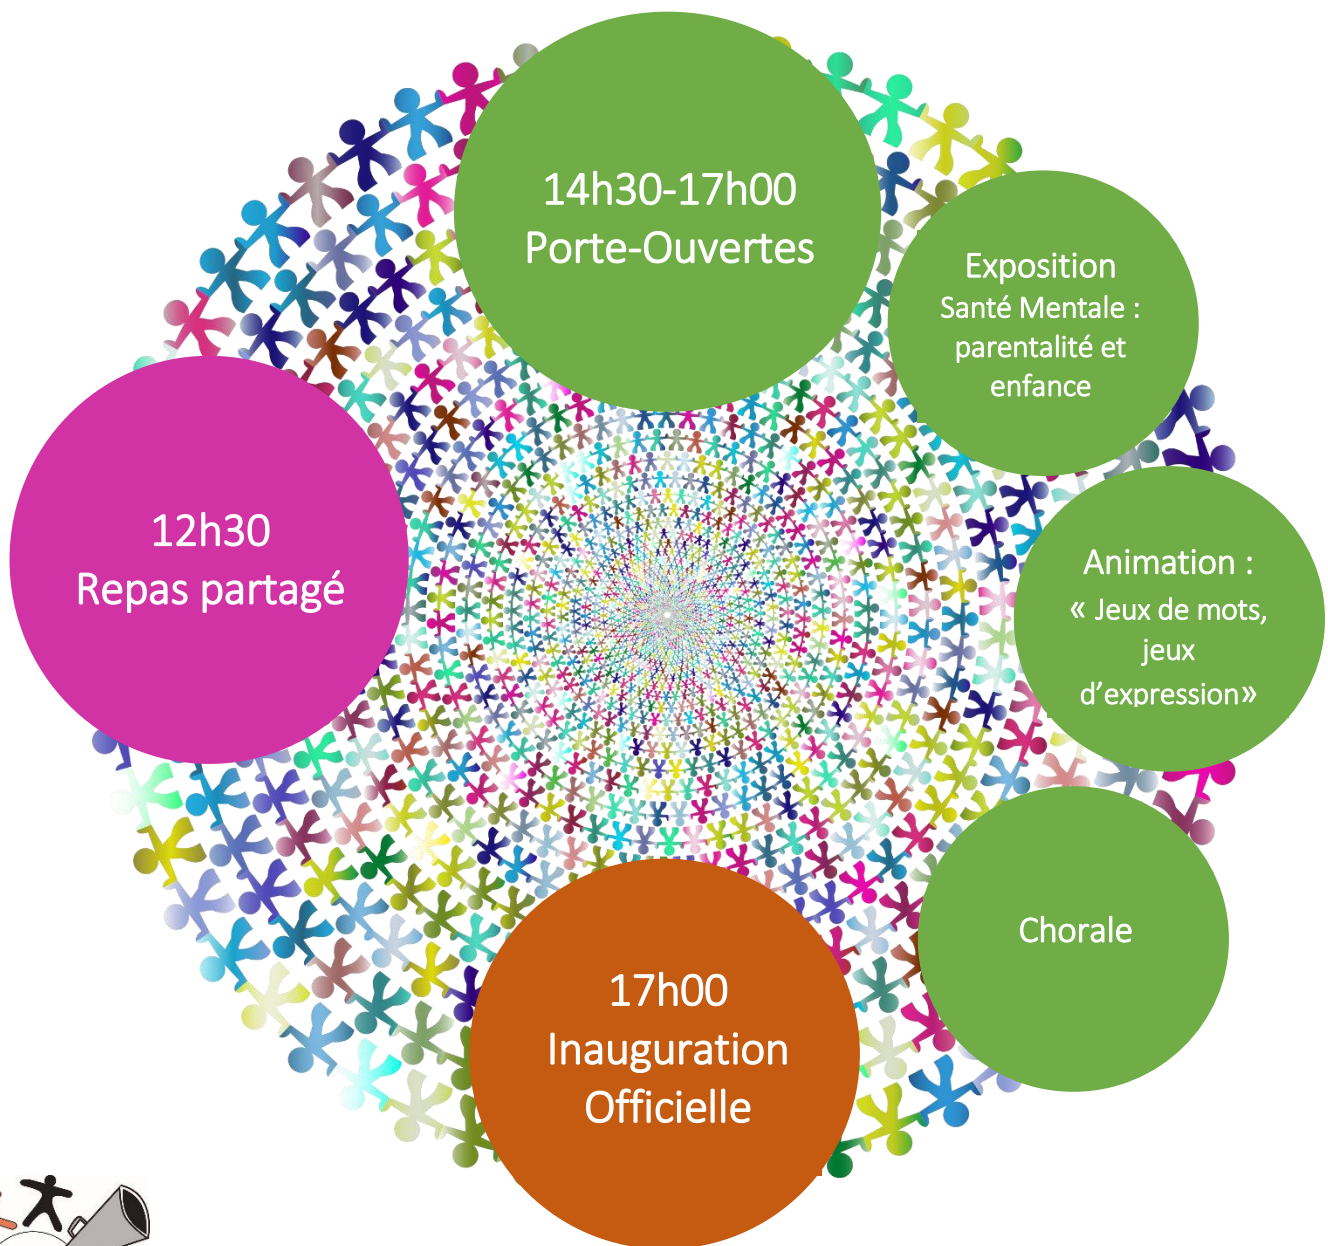 14h30-17h00
Porte-Ouvertes
Exposition
Santé Mentale :
parentalité et
enfance
12h30
Repas partagé
Animation :
« Jeux de mots,
jeux
d’expression»
Chorale
17h00
Inauguration
Officielle